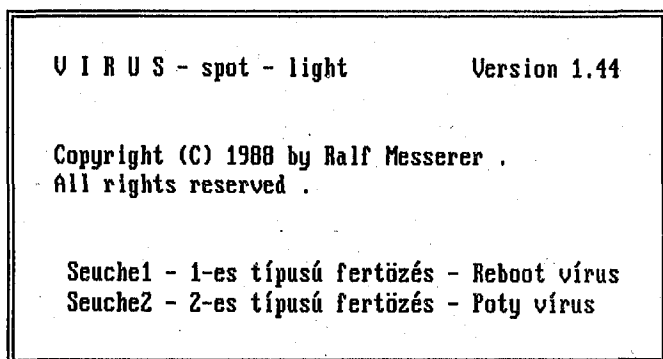 V I R U S - spot - light Version 1.44
Copyright (C) 1988 by Ralf Messerer .
All rights reserved .
Seuche1 - 1-es típusú fertözés - Reboot vírus
Seuche2 - 2-es típusú fertözés - Poty vírus